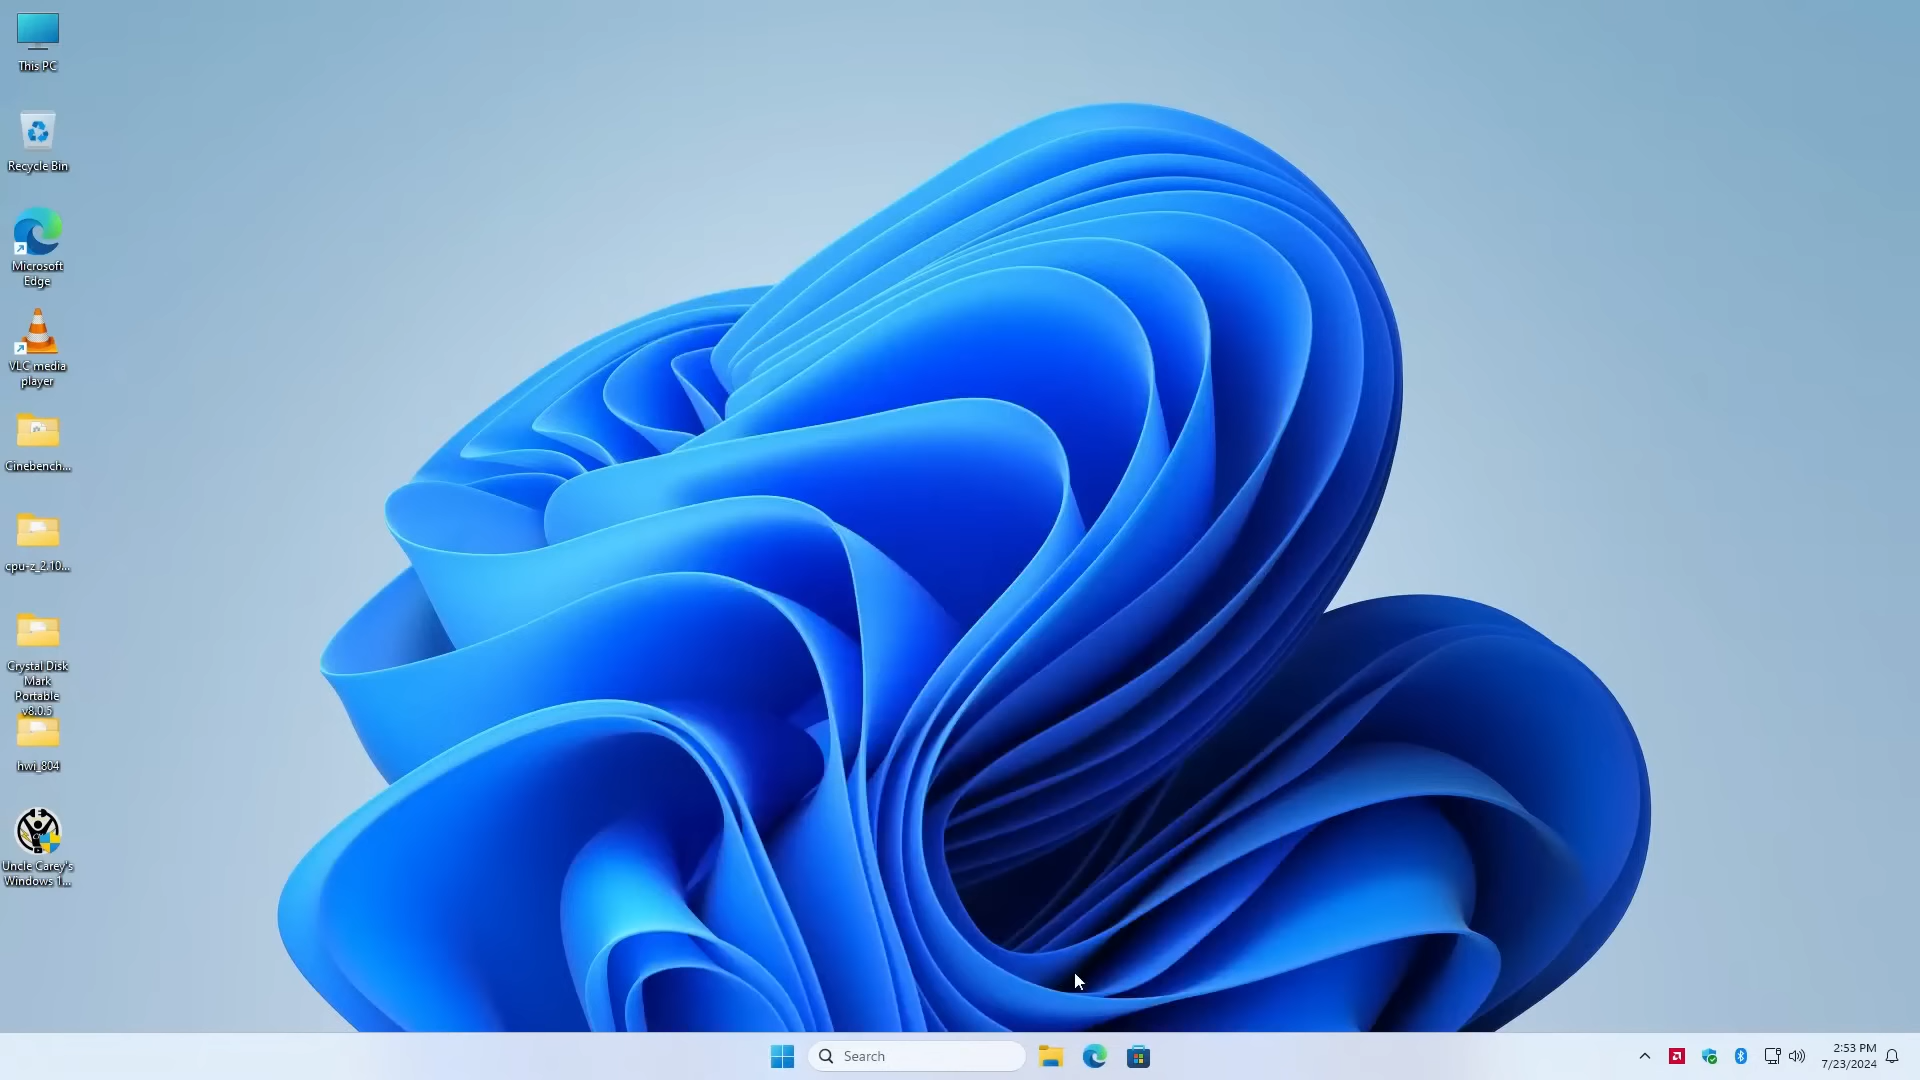 This PC
Recycle Bin
Microsoft
Edge
VLC media
player
Cinebench...
cpu-z_2.10...
Crystal Disk
Mark
Portable
v8.0.5
hwi_804
Uncle Carey's
Windows 1...
Search
2:53 PM
7/23/2024